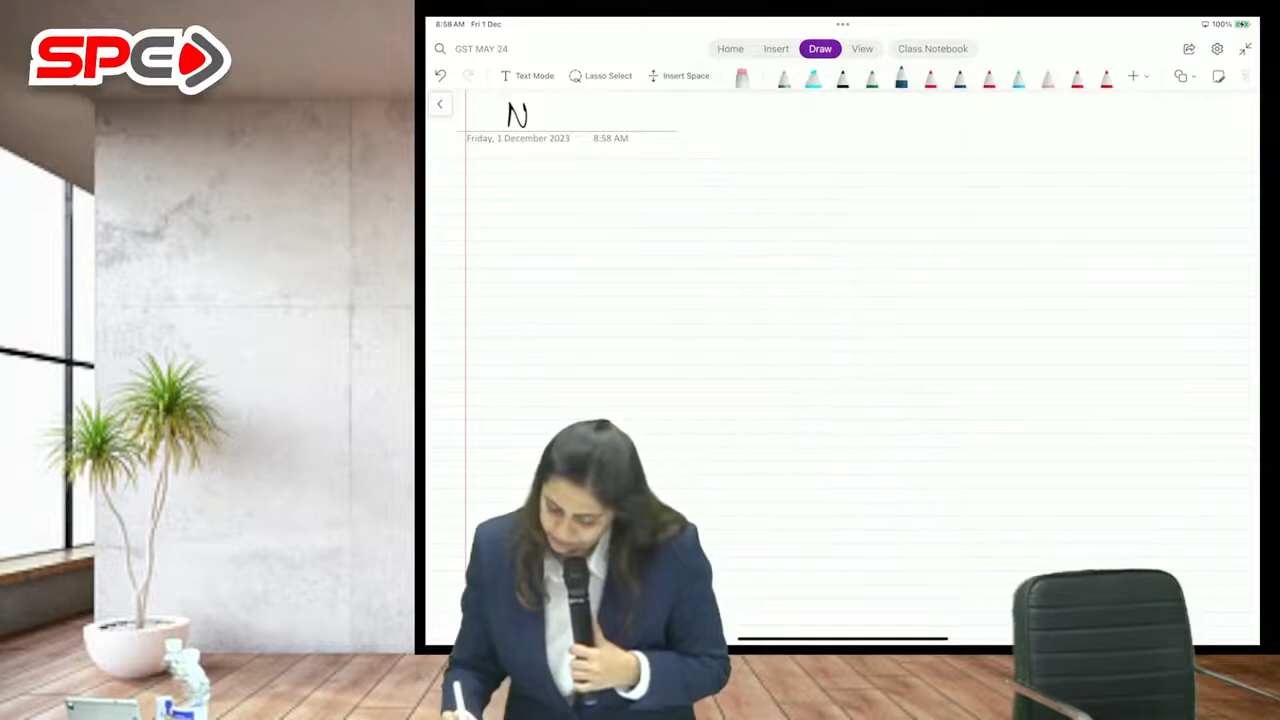 SPED
8:58 AM Fri 1 Dec
100%
GST MAY 24
Home Insert Draw View Class Notebook
Text Mode Lasso Select Insert Space
N
Friday, 1 December 2023 8:58 AM